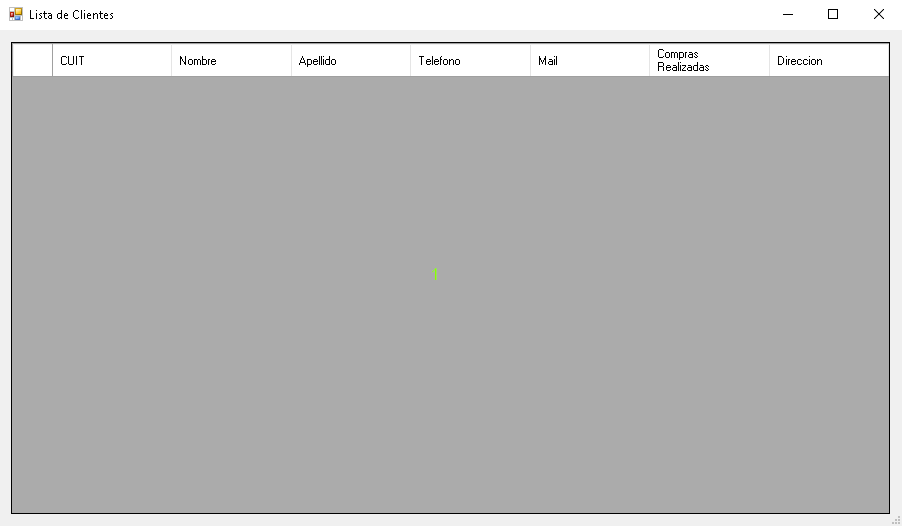 Lista de Clientes
CUIT
Nombre
Apellido
Telefono
Mail
Compras
Realizadas
Direccion
1